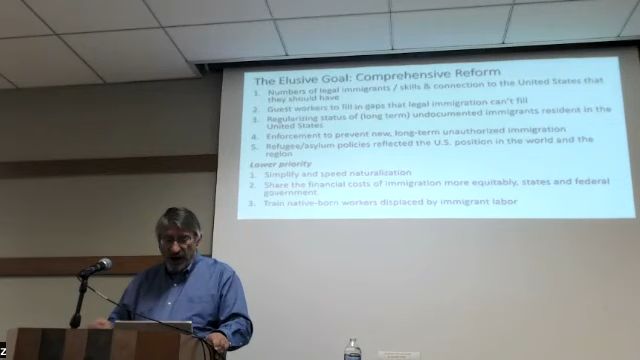 The Elusive Goal: Comprehensive Reform
1. Numbers of legal immigrants / skills & connection to the United States that
they should have
2. Guest workers to fill in gaps that legal immigration can't fill
3. Regularizing status of (long term) undocumented immigrants resident in the
United States
4. Enforcement to prevent new, long-term unauthorized immigration
5. Refugee/asylum policies reflected the U.S. position in the world and the
region
Lower priority
1. Simplify and speed naturalization
2. Share the financial costs of immigration more equitably, states and federal
government
3. Train native-born workers displaced by immigrant labor
Z